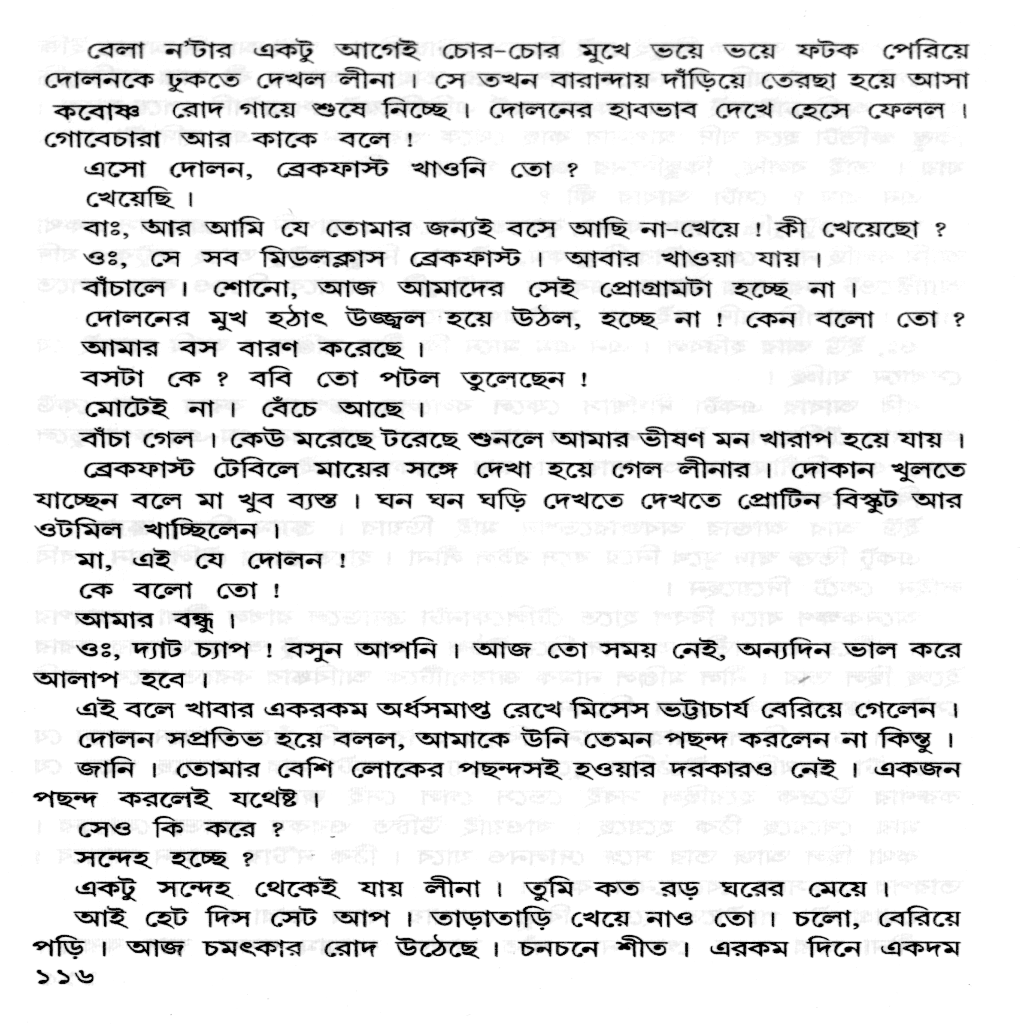 বেলা ন'টার একটু আগেই চোর-চোর মুখে ভয়ে ভয়ে ফটক পেরিয়ে
দোলনকে ঢুকতে দেখল লীনা। সে তখন বারান্দায় দাঁড়িয়ে তেরছা হয়ে আসা
কবোষ্ণ রোদ গায়ে শুষে নিচ্ছে। দোলনের হাবভাব দেখে হেসে ফেলল।
গোবেচারা আর কাকে বলে!
এসো দোলন, ব্রেকফাস্ট খাওনি তো?
খেয়েছি।
বাঃ, আর আমি যে তোমার জন্যই বসে আছি না-খেয়ে! কী খেয়েছো?
ওঃ, সে সব মিডলক্লাস ব্রেকফাস্ট। আবার খাওয়া যায়।
বাঁচালে। শোনো, আজ আমাদের সেই প্রোগ্রামটা হচ্ছে না।
দোলনের মুখ হঠাৎ উজ্জ্বল হয়ে উঠল, হচ্ছে না! কেন বলো তো?
আমার বস বারণ করেছে।
বসটা কে? ববি তো পটল তুলেছেন!
মোটেই না। বেঁচে আছে।
বাঁচা গেল। কেউ মরেছে টরেছে শুনলে আমার ভীষণ মন খারাপ হয়ে যায়।
ব্রেকফাস্ট টেবিলে মায়ের সঙ্গে দেখা হয়ে গেল লীনার। দোকান খুলতে
যাচ্ছেন বলে মা খুব ব্যস্ত। ঘন ঘন ঘড়ি দেখতে দেখতে প্রোটিন বিস্কুট আর
ওটমিল খাচ্ছিলেন।
মা, এই যে দোলন!
কে বলো তো!
আমার বন্ধু।
ওঃ, দ্যাট চ্যাপ! বসুন আপনি। আজ তো সময় নেই, অন্যদিন ভাল করে
আলাপ হবে।
এই বলে খাবার একরকম অর্ধসমাপ্ত রেখে মিসেস ভট্টাচার্য বেরিয়ে গেলেন।
দোলন সপ্রতিভ হয়ে বলল, আমাকে উনি তেমন পছন্দ করলেন না কিন্তু।
জানি। তোমার বেশি লোকের পছন্দসই হওয়ার দরকারও নেই। একজন
পছন্দ করলেই যথেষ্ট।
সেও কি করে?
সন্দেহ হচ্ছে?
একটু সন্দেহ থেকেই যায় লীনা। তুমি কত রড় ঘরের মেয়ে।
আই হেট দিস সেট আপ। তাড়াতাড়ি খেয়ে নাও তো। চলো, বেরিয়ে
পড়ি। আজ চমৎকার রোদ উঠেছে। চনচনে শীত। এরকম দিনে একদম
১১৬